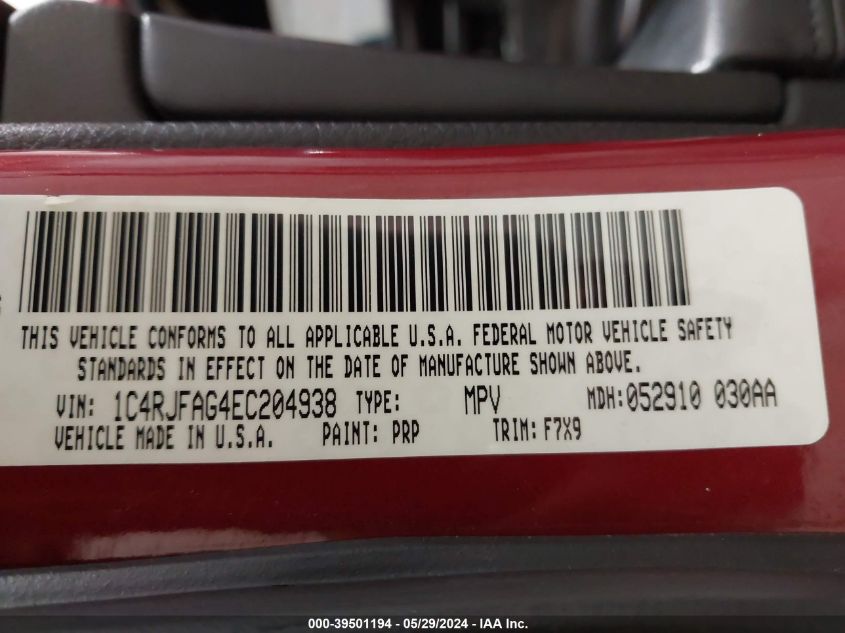 THIS VEHICLE CONFORMS TO ALL APPLICABLE U.S.A. FEDERAL MOTOR VEHICLE SAFETY
STANDARDS IN EFFECT ON THE DATE OF MANUFACTURE SHOWN ABOVE.
VIN: 1C4RJFAG4EC204938 TYPE: MPV MDH:052910 030AA
VEHICLE MADE IN U.S.A. PAINT: PRP TRIM: F7X9
000-39501194 - 05/29/2024 - IAA Inc.